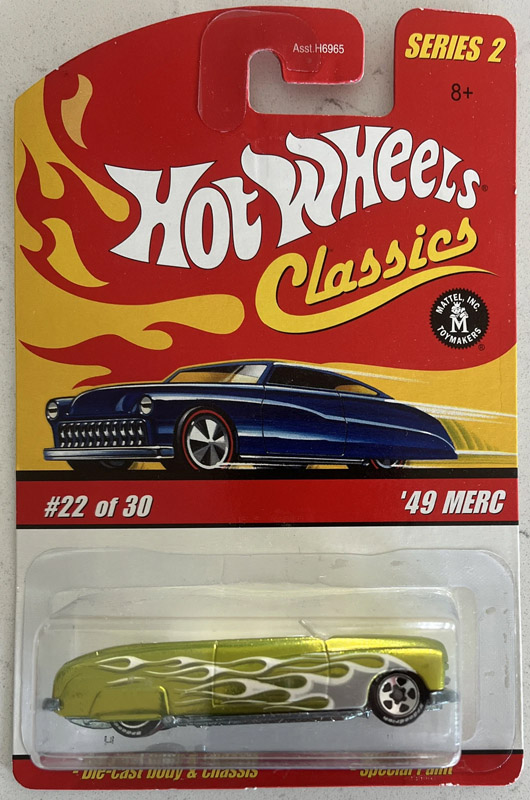 Asst.H6965
SERIES 2
8+
HOT WHEELS
Classics
MATTEL, INC.
M
TOYMAKERS
#22 of 30
'49 MERC
- Die-cast body & chassis
Special Paint